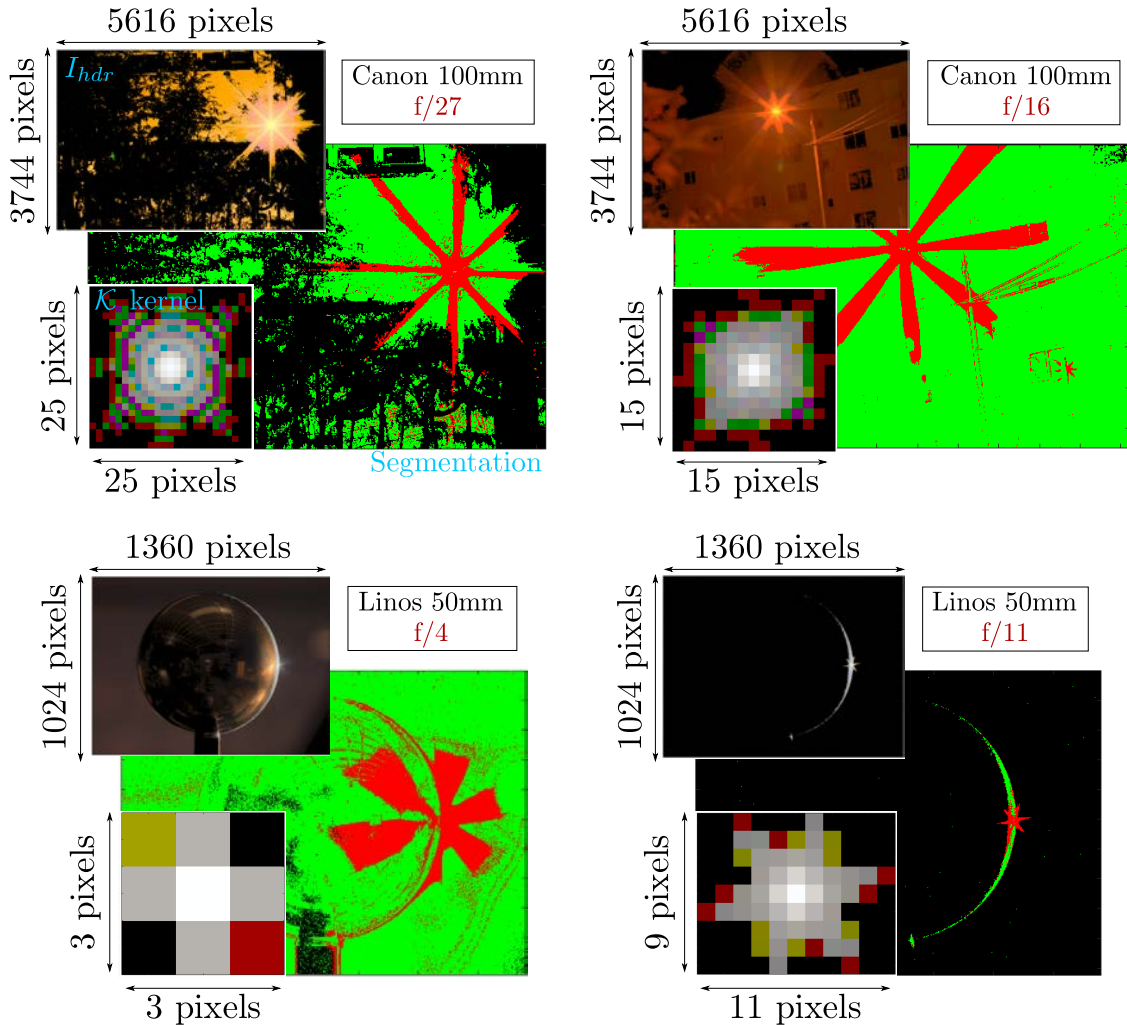 5616 pixels
3744 pixels
I_hdr
Canon 100mm
f/27
K kernel
25 pixels
25 pixels
Segmentation
5616 pixels
3744 pixels
Canon 100mm
f/16
15 pixels
15 pixels
1360 pixels
1024 pixels
Linos 50mm
f/4
3 pixels
3 pixels
1360 pixels
1024 pixels
Linos 50mm
f/11
9 pixels
11 pixels